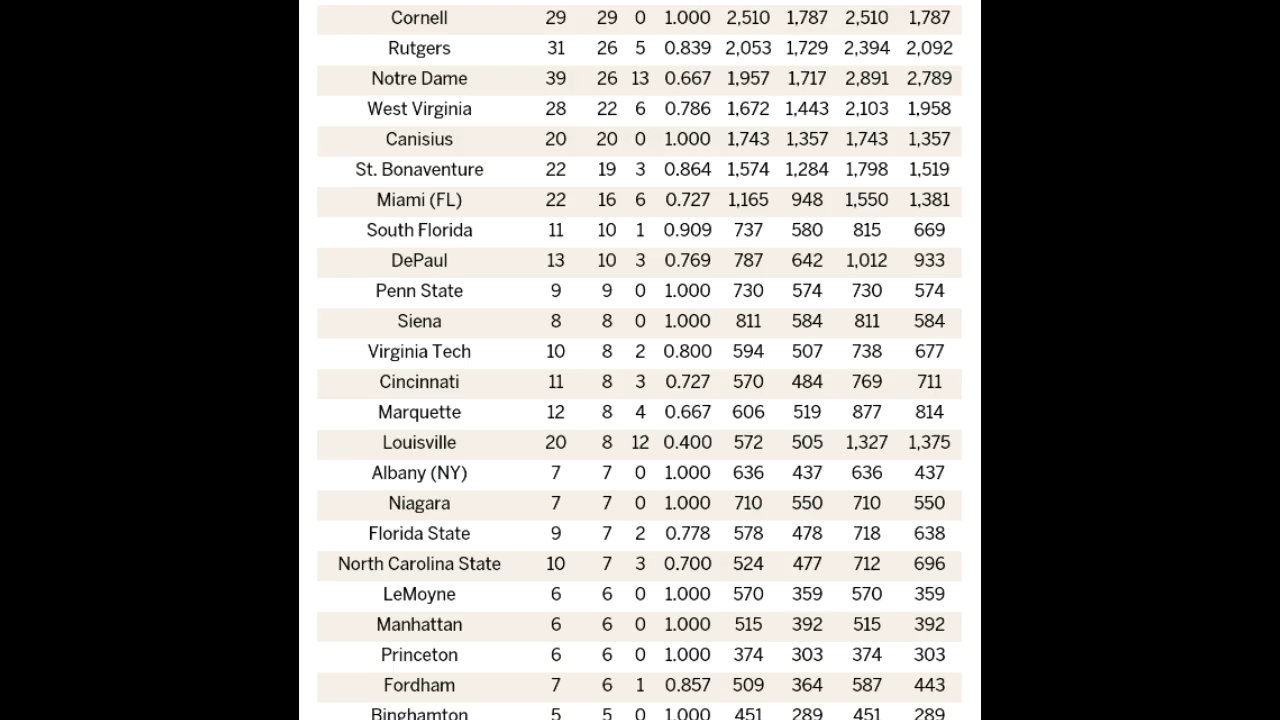 Cornell 29 29 0 1.000 2,510 1,787 2,510 1,787
Rutgers 31 26 5 0.839 2,053 1,729 2,394 2,092
Notre Dame 39 26 13 0.667 1,957 1,717 2,891 2,789
West Virginia 28 22 6 0.786 1,672 1,443 2,103 1,958
Canisius 20 20 0 1.000 1,743 1,357 1,743 1,357
St. Bonaventure 22 19 3 0.864 1,574 1,284 1,798 1,519
Miami (FL) 22 16 6 0.727 1,165 948 1,550 1,381
South Florida 11 10 1 0.909 737 580 815 669
DePaul 13 10 3 0.769 787 642 1,012 933
Penn State 9 9 0 1.000 730 574 730 574
Siena 8 8 0 1.000 811 584 811 584
Virginia Tech 10 8 2 0.800 594 507 738 677
Cincinnati 11 8 3 0.727 570 484 769 711
Marquette 12 8 4 0.667 606 519 877 814
Louisville 20 8 12 0.400 572 505 1,327 1,375
Albany (NY) 7 7 0 1.000 636 437 636 437
Niagara 7 7 0 1.000 710 550 710 550
Florida State 9 7 2 0.778 578 478 718 638
North Carolina State 10 7 3 0.700 524 477 712 696
LeMoyne 6 6 0 1.000 570 359 570 359
Manhattan 6 6 0 1.000 515 392 515 392
Princeton 6 6 0 1.000 374 303 374 303
Fordham 7 6 1 0.857 509 364 587 443
Binghamton 5 5 0 1.000 451 289 451 289